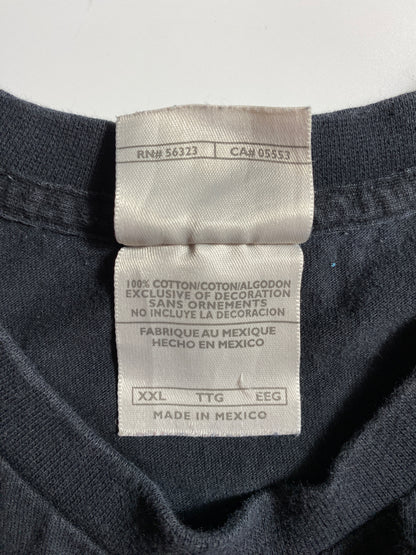 RN# 56323 CA# 05553
100% COTTON/COTON/ALGODON
EXCLUSIVE OF DECORATION
SANS ORNEMENTS
NO INCLUYE LA DECORACION
FABRIQUE AU MEXIQUE
HECHO EN MEXICO
XXL TTG EEG
MADE IN MEXICO